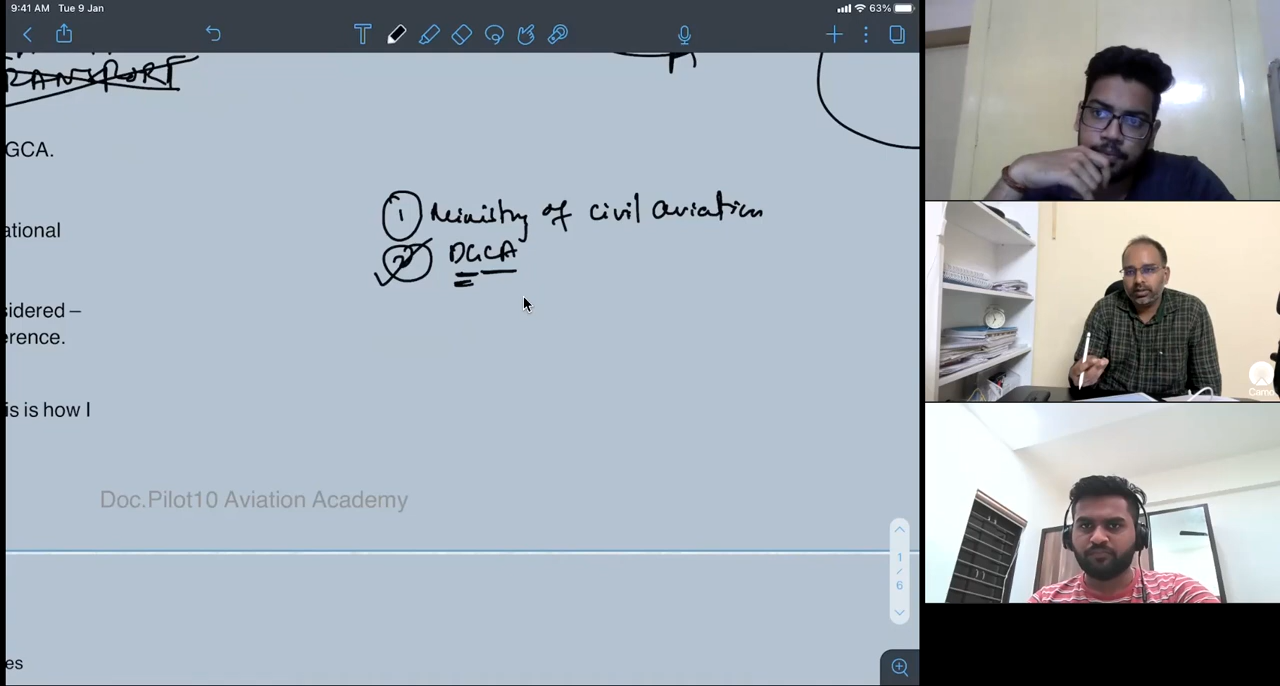 9:41 AM Tue 9 Jan
63%
RANSPORT
GCA.
ational
sidered –
erence.
is is how I
1 Ministry of civil aviation
2 DGCA
Doc.Pilot10 Aviation Academy
1
/
6
es